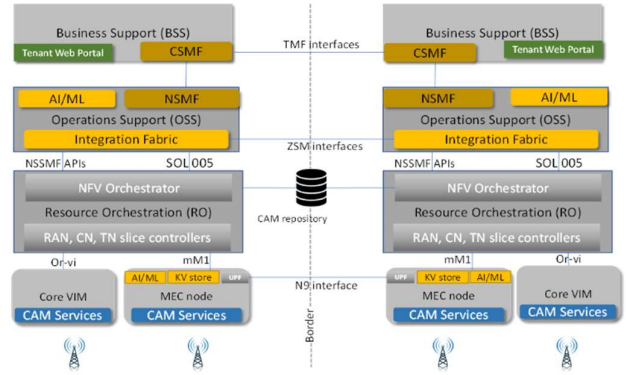 Business Support (BSS)
Tenant Web Portal
CSMF
TMF interfaces
Business Support (BSS)
CSMF
Tenant Web Portal
AI/ML
NSMF
Operations Support (OSS)
Integration Fabric
ZSM interfaces
NSMF
AI/ML
Operations Support (OSS)
Integration Fabric
NSSMF APIs
SOL 005
NSSMF APIs
SOL 005
NFV Orchestrator
Resource Orchestration (RO)
RAN, CN, TN slice controllers
CAM repository
NFV Orchestrator
Resource Orchestration (RO)
RAN, CN, TN slice controllers
Or-vi
mM1
mM1
Or-vi
Core VIM
CAM Services
AI/ML
KV store
UPF
MEC node
CAM Services
N9 interface
Border
UPF
KV store
AI/ML
MEC node
CAM Services
Core VIM
CAM Services